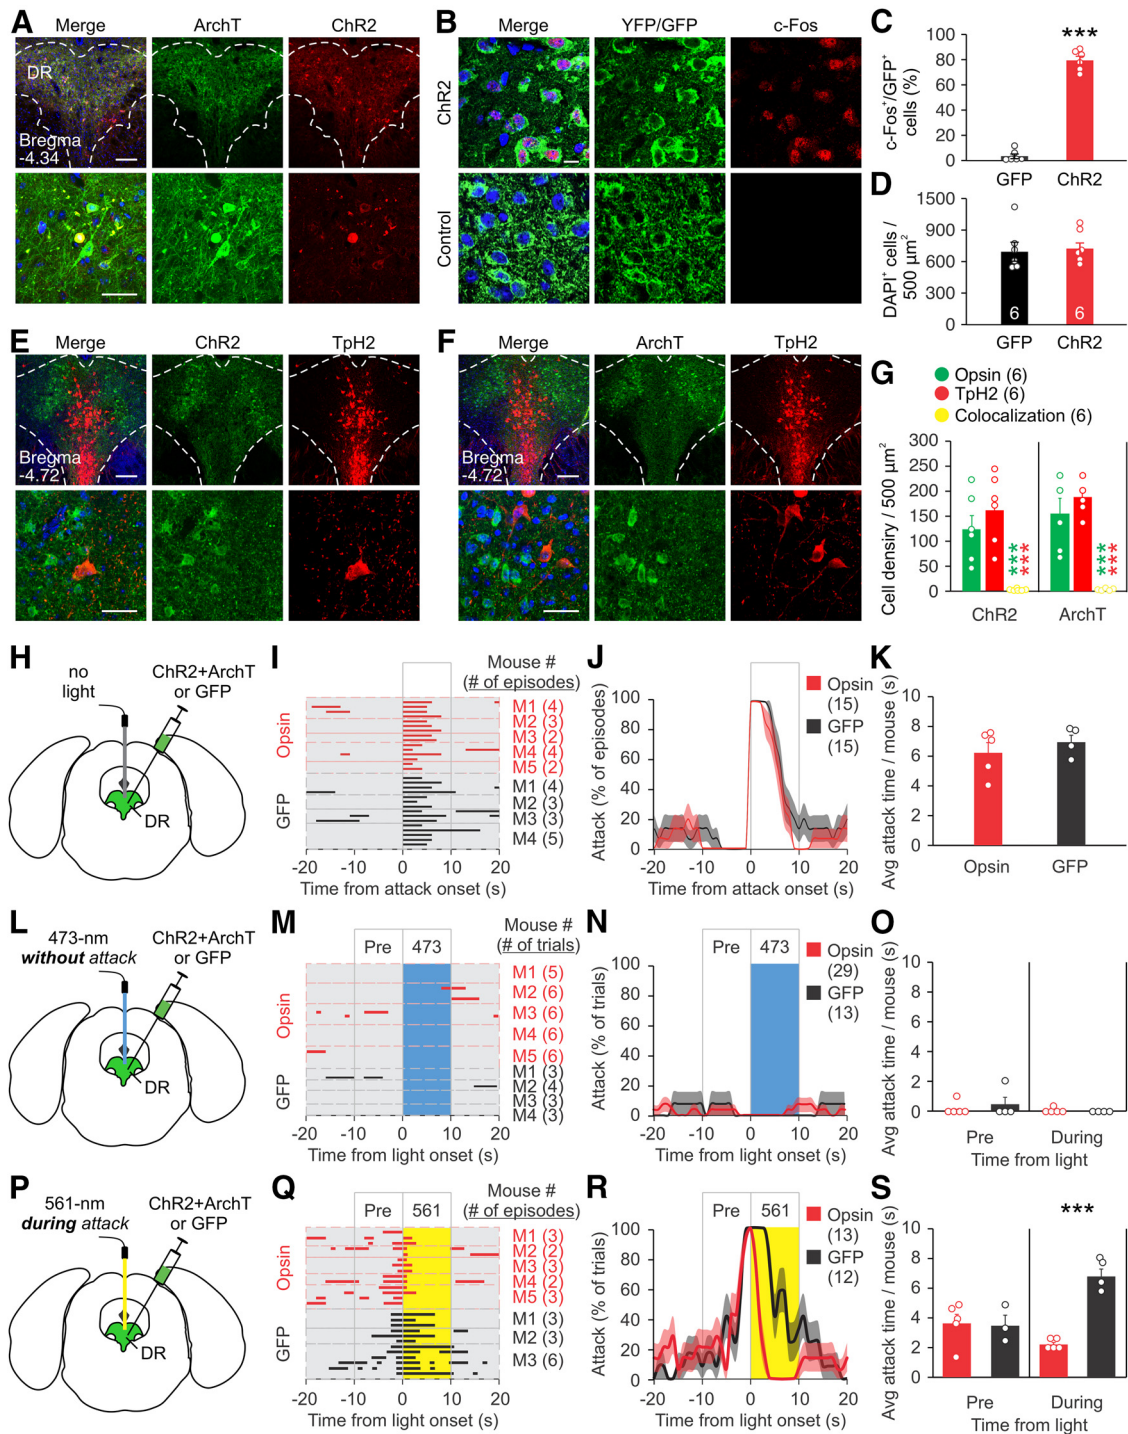 A
Merge
ArchT
ChR2
DR
Bregma
-4.34
B
Merge
YFP/GFP
c-Fos
ChR2
Control
C
c-Fos⁺/GFP⁺
cells (%)
100
80
60
40
20
0
***
GFP
ChR2
D
DAPI⁺ cells /
500 µm²
1500
900
600
300
0
6
6
GFP
ChR2
E
Merge
ChR2
TpH2
Bregma
-4.72
F
Merge
ArchT
TpH2
Bregma
-4.72
G
Opsin (6)
TpH2 (6)
Colocalization (6)
Cell density / 500 µm²
300
250
200
150
100
50
0
***
***
***
***
ChR2
ArchT
H
no
light
ChR2+ArchT
or GFP
DR
I
Mouse #
(# of episodes)
Opsin
GFP
M1 (4)
M2 (3)
M3 (2)
M4 (4)
M5 (2)
M1 (4)
M2 (3)
M3 (3)
M4 (5)
-20 -10 0 10 20
Time from attack onset (s)
J
Attack (% of episodes)
100
80
60
40
20
0
Opsin
(15)
GFP
(15)
-20 -10 0 10 20
Time from attack onset (s)
K
Avg attack time / mouse (s)
10
8
6
4
2
0
Opsin
GFP
L
473-nm
without attack
ChR2+ArchT
or GFP
DR
M
Mouse #
(# of trials)
Pre
473
Opsin
GFP
M1 (5)
M2 (6)
M3 (6)
M4 (6)
M5 (6)
M1 (3)
M2 (4)
M3 (3)
M4 (3)
-20 -10 0 10 20
Time from light onset (s)
N
Attack (% of trials)
100
80
60
40
20
0
Pre
473
Opsin
(29)
GFP
(13)
-20 -10 0 10 20
Time from light onset (s)
O
Avg attack time / mouse (s)
10
8
6
4
2
0
Pre
During
Time from light
P
561-nm
during attack
ChR2+ArchT
or GFP
DR
Q
Mouse #
(# of episodes)
Pre
561
Opsin
GFP
M1 (3)
M2 (2)
M3 (3)
M4 (2)
M5 (3)
M1 (3)
M2 (3)
M3 (6)
-20 -10 0 10 20
Time from light onset (s)
R
Attack (% of trials)
100
80
60
40
20
0
Pre
561
Opsin
(13)
GFP
(12)
-20 -10 0 10 20
Time from light onset (s)
S
Avg attack time / mouse (s)
10
8
6
4
2
0
***
Pre
During
Time from light